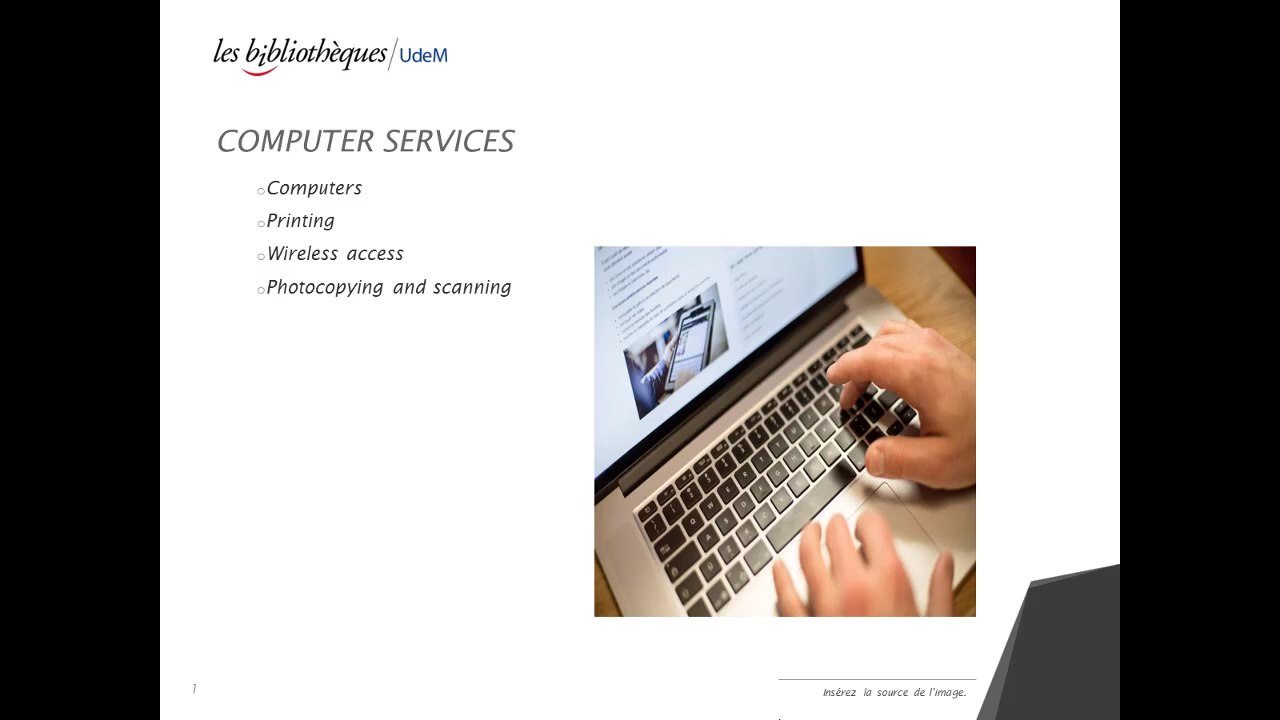 les bibliothèques/UdeM
COMPUTER SERVICES
Computers
Printing
Wireless access
Photocopying and scanning
1
Insérez la source de l'image.